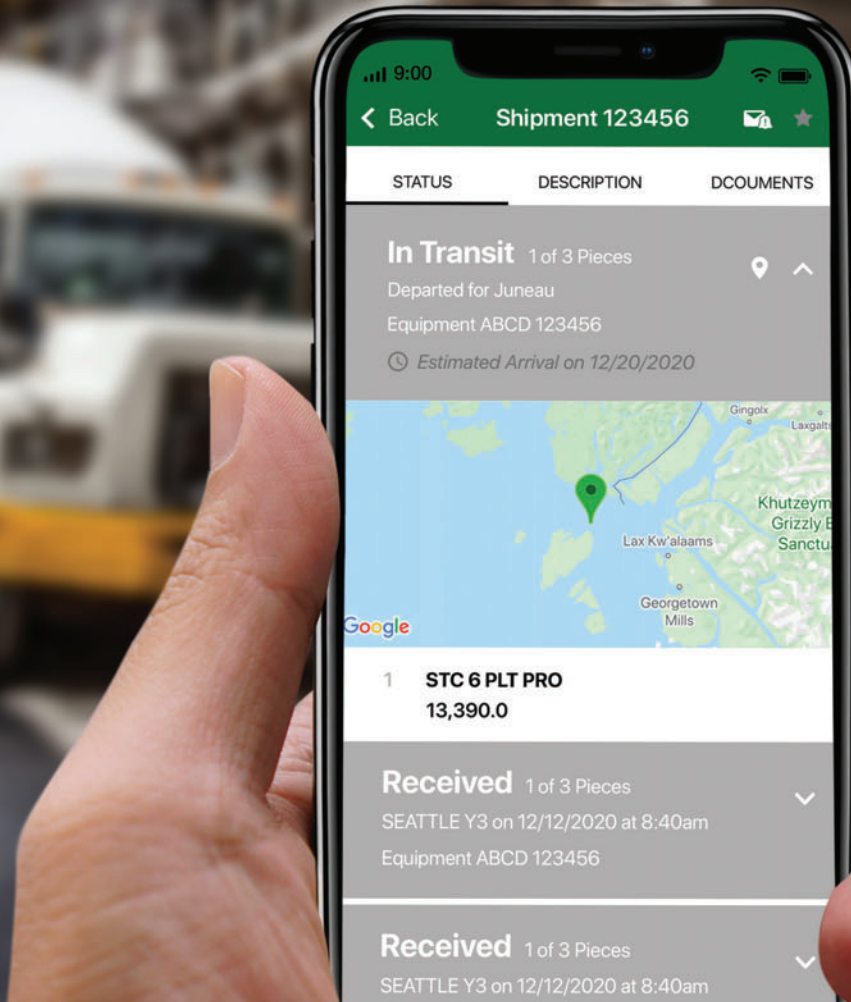 9:00
Back
Shipment 123456
STATUS
DESCRIPTION
DCOUMENTS
In Transit 1 of 3 Pieces
Departed for Juneau
Equipment ABCD 123456
Estimated Arrival on 12/20/2020
Gingolx
Laxgalts
Khutzeym
Grizzly
Sanctu
Lax Kw'alaams
Georgetown
Mills
Google
1 STC 6 PLT PRO
13,390.0
Received 1 of 3 Pieces
SEATTLE Y3 on 12/12/2020 at 8:40am
Equipment ABCD 123456
Received 1 of 3 Pieces
SEATTLE Y3 on 12/12/2020 at 8:40am